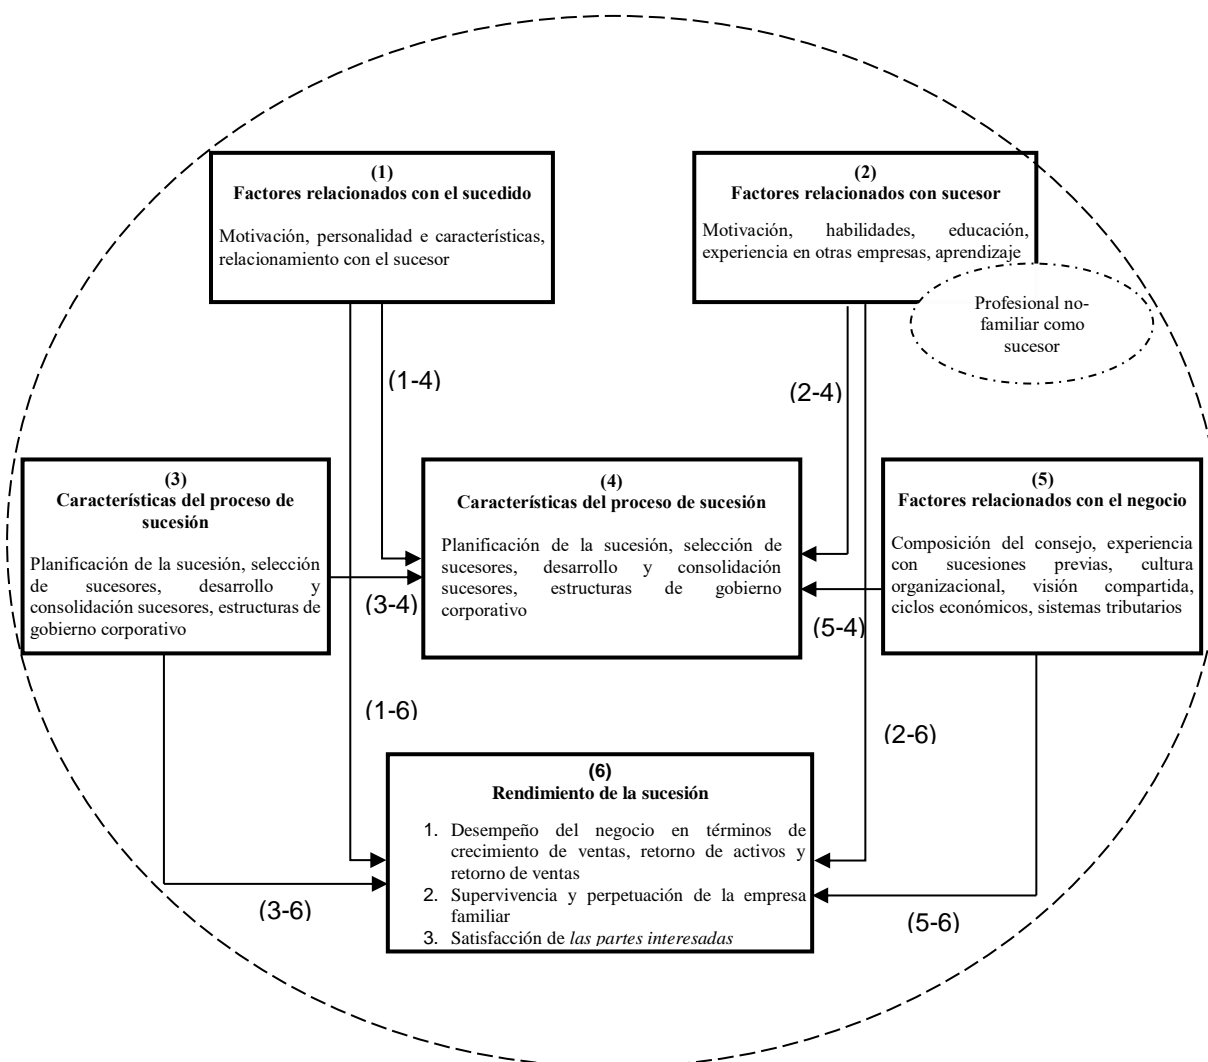 (1)
Factores relacionados con el sucedido
Motivación, personalidad e características,
relacionamiento con el sucesor
(2)
Factores relacionados con sucesor
Motivación, habilidades, educación,
experiencia en otras empresas, aprendizaje
Profesional no-
familiar como
sucesor
(1-4)
(2-4)
(3)
Características del proceso de
sucesión
Planificación de la sucesión, selección
de sucesores, desarrollo y
consolidación sucesores, estructuras de
gobierno corporativo
(3-4)
(4)
Características del proceso de sucesión
Planificación de la sucesión, selección de
sucesores, desarrollo y consolidación
sucesores, estructuras de gobierno
corporativo
(5-4)
(5)
Factores relacionados con el negocio
Composición del consejo, experiencia
con sucesiones previas, cultura
organizacional, visión compartida,
ciclos económicos, sistemas tributarios
(1-6)
(2-6)
(6)
Rendimiento de la sucesión
1. Desempeño del negocio en términos de
crecimiento de ventas, retorno de activos y
retorno de ventas
2. Supervivencia y perpetuación de la empresa
familiar
3. Satisfacción de las partes interesadas
(3-6)
(5-6)